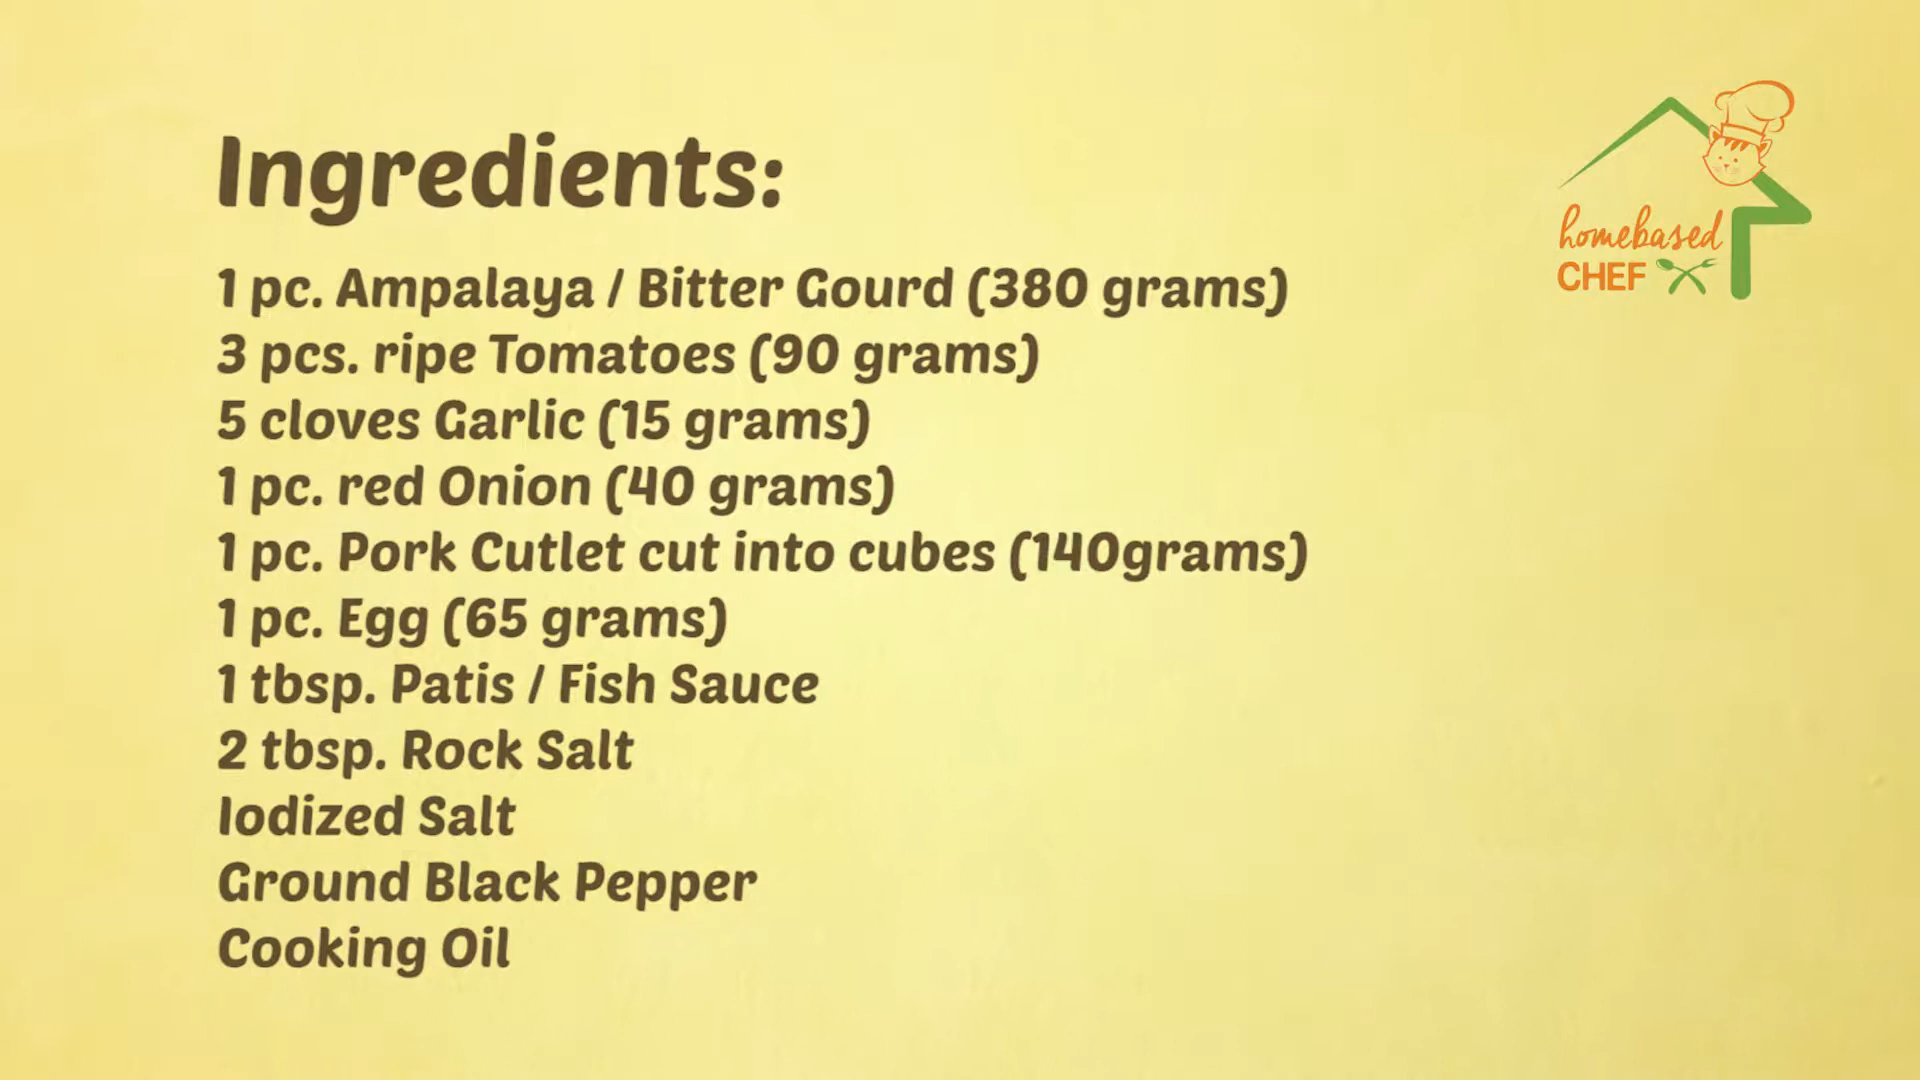 Ingredients:
1 pc. Ampalaya / Bitter Gourd (380 grams)
3 pcs. ripe Tomatoes (90 grams)
5 cloves Garlic (15 grams)
1 pc. red Onion (40 grams)
1 pc. Pork Cutlet cut into cubes (140grams)
1 pc. Egg (65 grams)
1 tbsp. Patis / Fish Sauce
2 tbsp. Rock Salt
Iodized Salt
Ground Black Pepper
Cooking Oil
homebased
CHEF